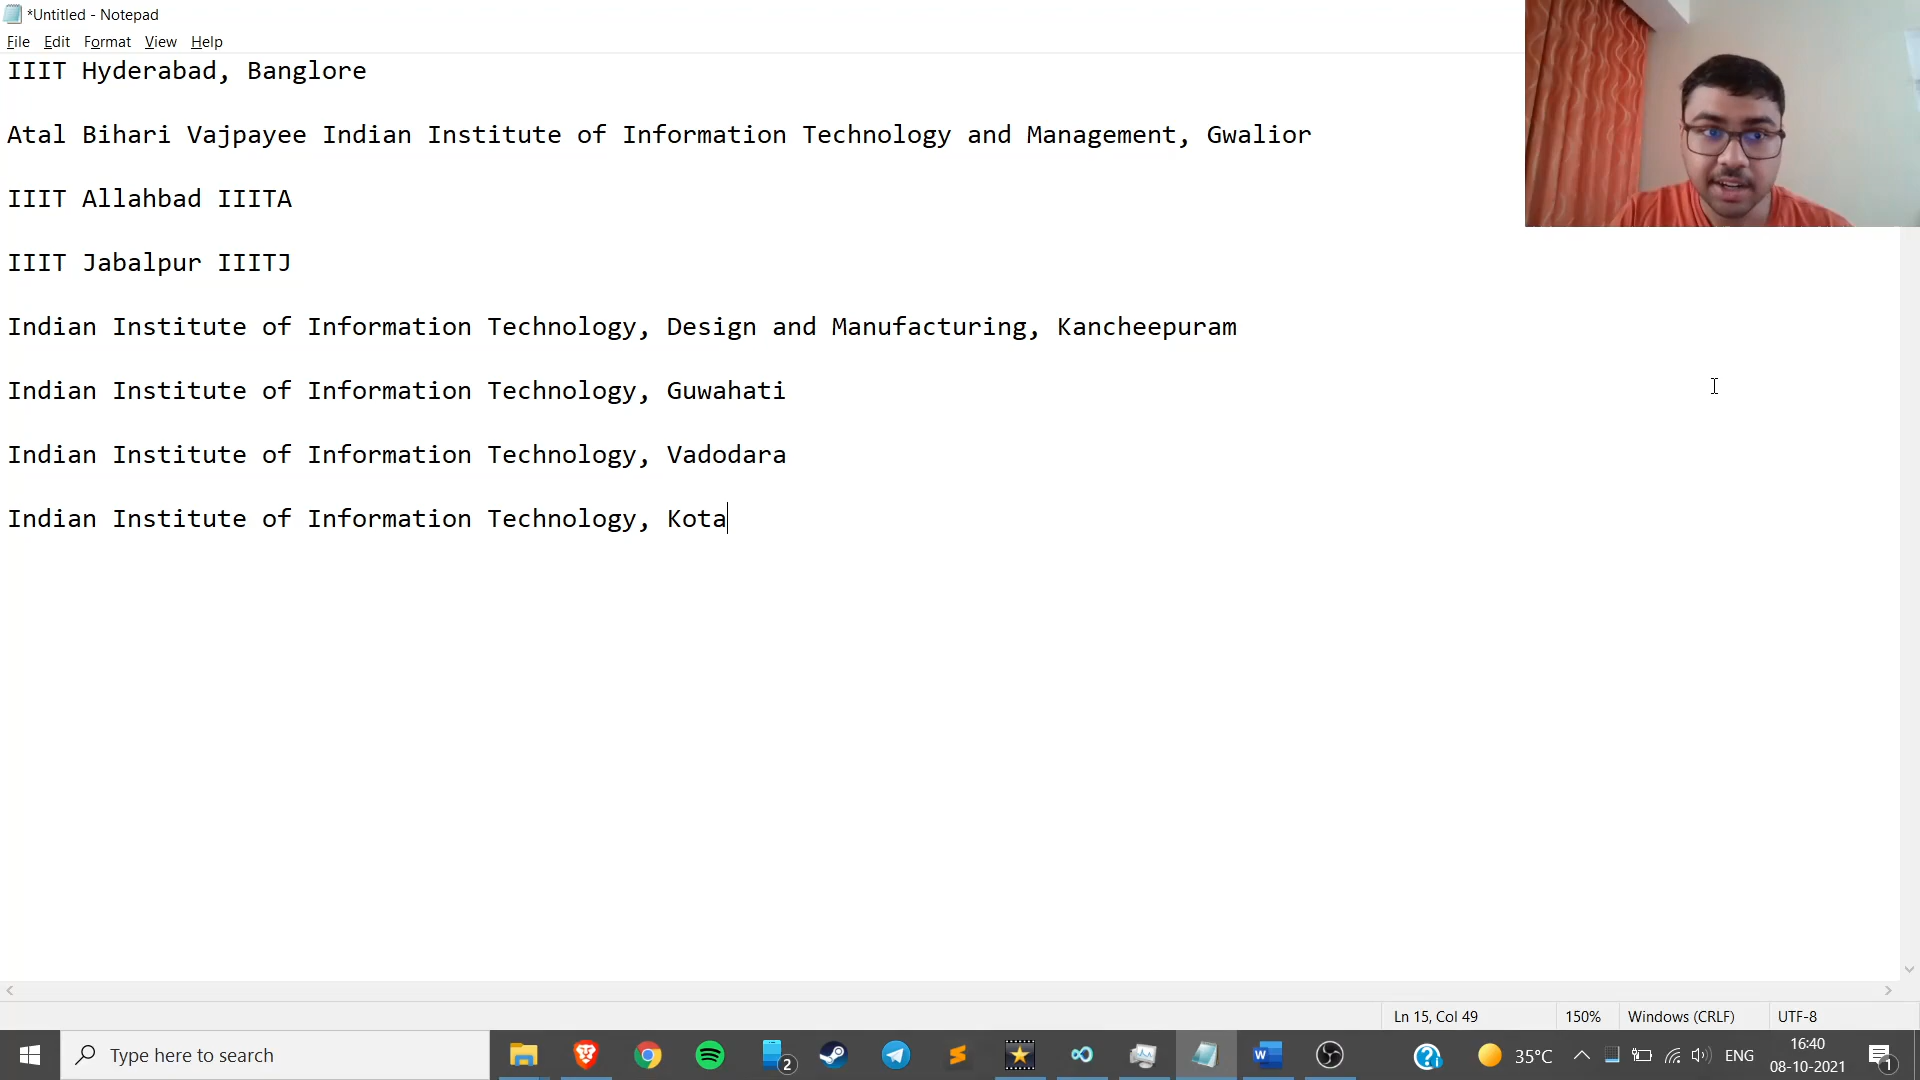 *Untitled - Notepad
File Edit Format View Help
IIIT Hyderabad, Banglore
Atal Bihari Vajpayee Indian Institute of Information Technology and Management, Gwalior
IIIT Allahbad IIITA
IIIT Jabalpur IIITJ
Indian Institute of Information Technology, Design and Manufacturing, Kancheepuram
Indian Institute of Information Technology, Guwahati
Indian Institute of Information Technology, Vadodara
Indian Institute of Information Technology, Kota
Ln 15, Col 49 150% Windows (CRLF) UTF-8
Type here to search 2 W 35°C ENG 16:40 1
08-10-2021